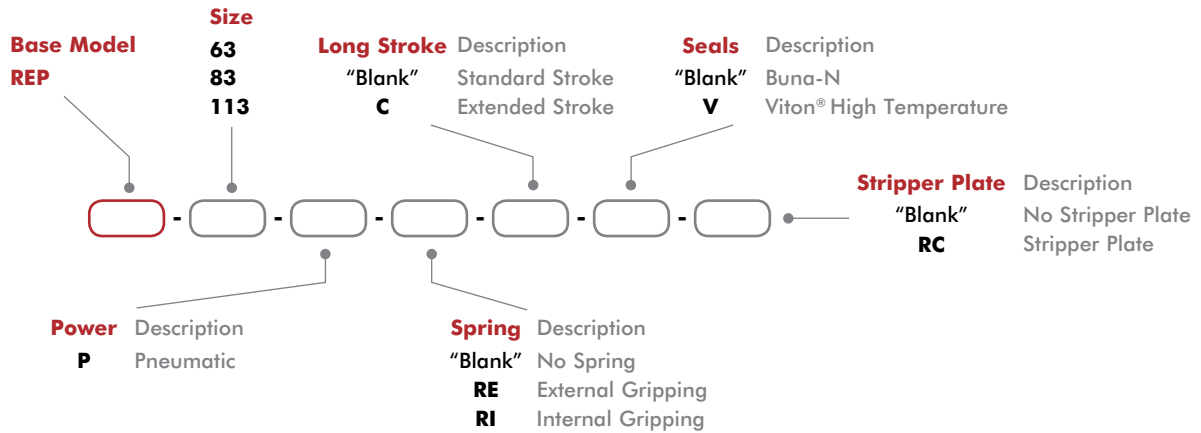 Size
Base Model
REP
63
83
113
Long Stroke Description
“Blank” Standard Stroke
C Extended Stroke
Seals Description
“Blank” Buna-N
V Viton® High Temperature
- - - - - -
Stripper Plate Description
“Blank” No Stripper Plate
RC Stripper Plate
Power Description
P Pneumatic
Spring Description
“Blank” No Spring
RE External Gripping
RI Internal Gripping